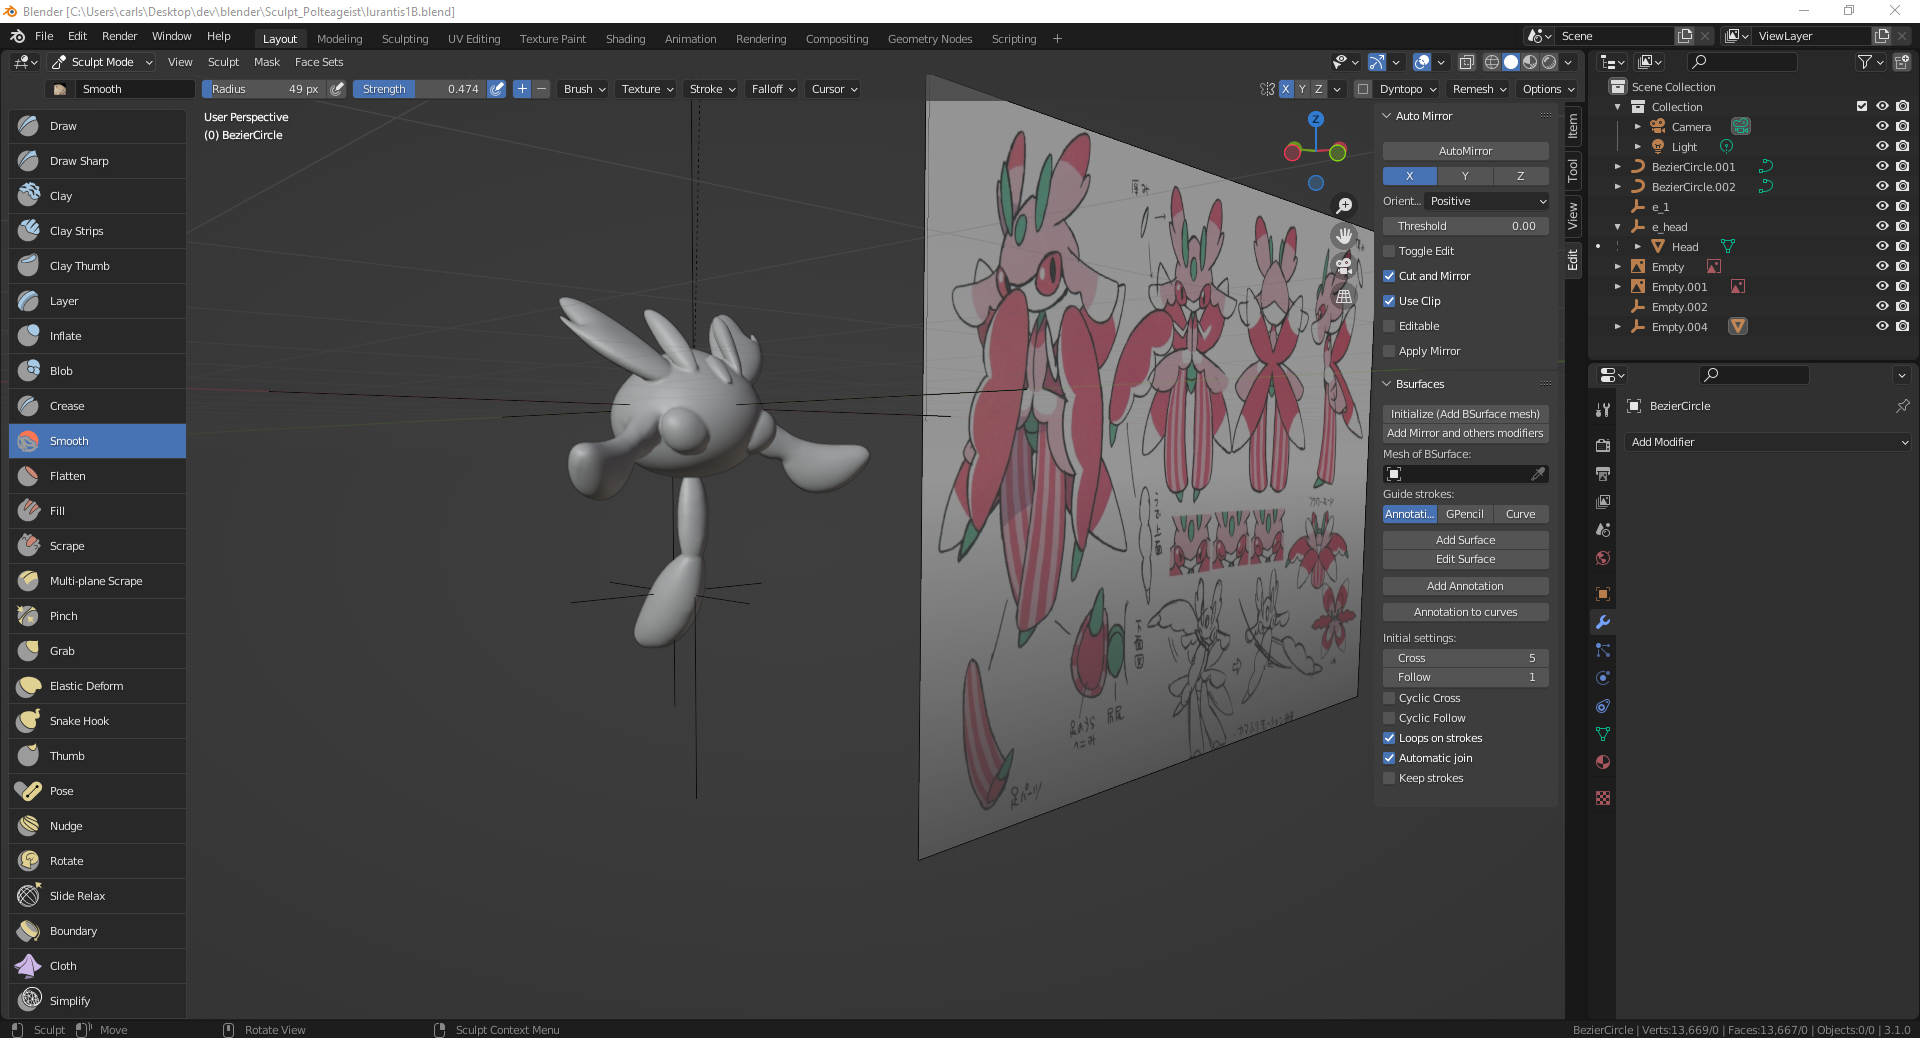 Blender [C:\Users\carls\Desktop\dev\blender\Sculpt_Polteageist\lurantis1B.blend]
File Edit Render Window Help Layout Modeling Sculpting UV Editing Texture Paint Shading Animation Rendering Compositing Geometry Nodes Scripting + Scene ViewLayer
Sculpt Mode View Sculpt Mask Face Sets
Smooth Radius 49 px Strength 0.474 + − Brush Texture Stroke Falloff Cursor X Y Z Dyntopo Remesh Options
User Perspective
(0) BezierCircle
Draw
Draw Sharp
Clay
Clay Strips
Clay Thumb
Layer
Inflate
Blob
Crease
Smooth
Flatten
Fill
Scrape
Multi-plane Scrape
Pinch
Grab
Elastic Deform
Snake Hook
Thumb
Pose
Nudge
Rotate
Slide Relax
Boundary
Cloth
Simplify
Z
Auto Mirror
AutoMirror
X Y Z
Orient... Positive
Threshold 0.00
Toggle Edit
Cut and Mirror
Use Clip
Editable
Apply Mirror
Bsurfaces
Initialize (Add BSurface mesh)
Add Mirror and others modifiers
Mesh of BSurface:
Guide strokes:
Annotati... GPencil Curve
Add Surface
Edit Surface
Add Annotation
Annotation to curves
Initial settings:
Cross 5
Follow 1
Cyclic Cross
Cyclic Follow
Loops on strokes
Automatic join
Keep strokes
Item
Tool
View
Edit
Scene Collection
Collection
Camera
Light
BezierCircle.001
BezierCircle.002
e_1
e_head
Head
Empty
Empty.001
Empty.002
Empty.004
BezierCircle
Add Modifier
Sculpt Move Rotate View Sculpt Context Menu
BezierCircle | Verts:13,669/0 | Faces:13,667/0 | Objects:0/0 | 3.1.0